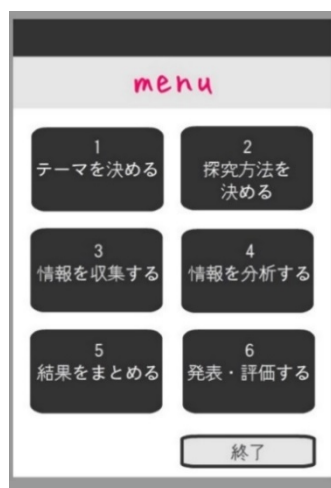 menu
1
テーマを決める
2
探究方法を
決める
3
情報を収集する
4
情報を分析する
5
結果をまとめる
6
発表・評価する
終了